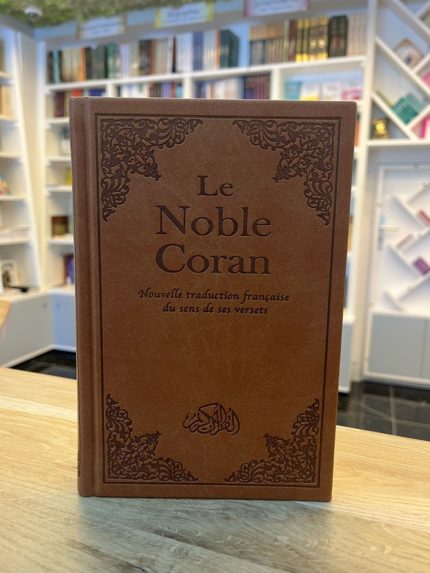 Le
Noble
Coran
Nouvelle traduction française
du sens de ses versets
القرآن الكريم